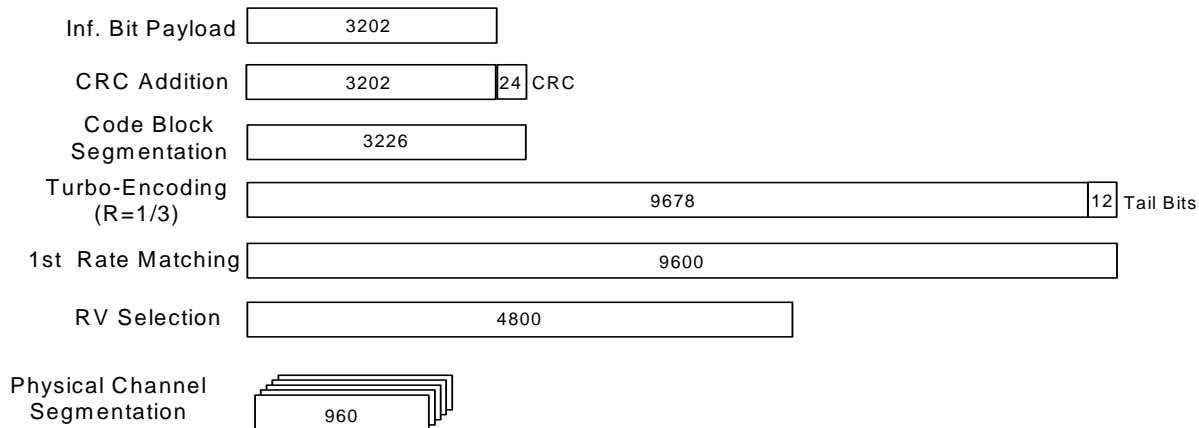 Inf. Bit Payload 3202
CRC Addition 3202 24 CRC
Code Block
Segmentation 3226
Turbo-Encoding
(R=1/3) 9678 12 Tail Bits
1st Rate Matching 9600
RV Selection 4800
Physical Channel
Segmentation 960